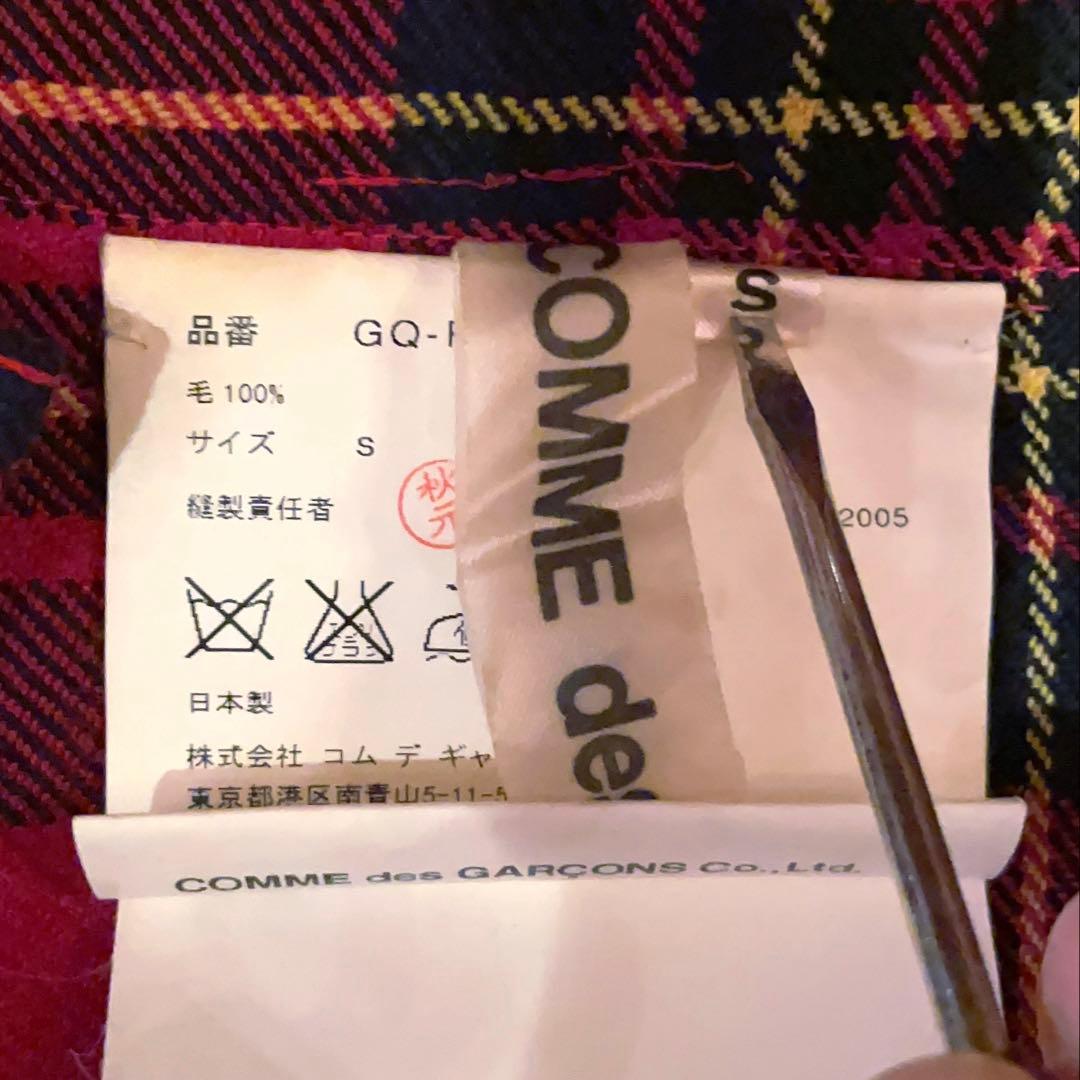 品番 GQ-
毛 100%
サイズ S
縫製責任者
秋元
2005
日本製
株式会社 コム デ ギャ
東京都港区南青山5-11-5
COMME des GARÇONS Co.,Ltd.
COMME des
S